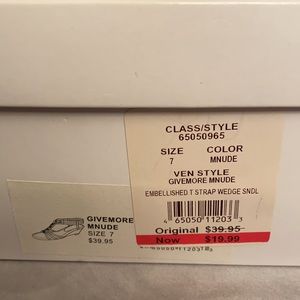 CLASS/STYLE
65050965
SIZE COLOR
7 MNUDE
VEN STYLE
GIVEMORE MNUDE
EMBELLISHED T STRAP WEDGE SNDL
4 65050 11203 3
Original $39.95
Now $19.99
GIVEMORE
MNUDE
SIZE 7
$39.95